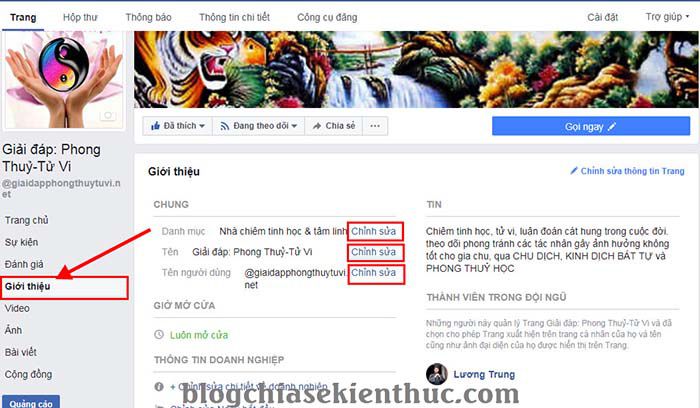 Trang Hộp thư Thông báo Thông tin chi tiết Công cụ đăng Cài đặt Trợ giúp
Đã thích Đang theo dõi Chia sẻ ... Gọi ngay
Giải đáp: Phong
Thuỷ-Tử Vi
@giaidapphongthuytuvi.n
et
Trang chủ
Sự kiện
Đánh giá
Giới thiệu
Video
Ảnh
Bài viết
Cộng đồng
Quảng cáo
Giới thiệu
Chỉnh sửa thông tin Trang
CHUNG
Danh mục Nhà chiêm tinh học & tâm linh Chỉnh sửa
Tên Giải đáp: Phong Thuỷ-Tử Vi Chỉnh sửa
Tên người dùng @giaidapphongthuytuvi. Chỉnh sửa
net
GIỜ MỞ CỬA
Luôn mở cửa
THÔNG TIN DOANH NGHIỆP
+ Chỉnh sửa chi tiết về doanh nghiệp
TIN
Chiêm tinh học, tử vi, luận đoán cát hung trong cuộc đời.
theo dõi phong tránh các tác nhân gây ảnh hưởng không
tốt cho gia chu, qua CHU DỊCH, KINH DỊCH BÁT TỰ và
PHONG THUỶ HỌC
THÀNH VIÊN TRONG ĐỘI NGŨ
Những người này quản lý Trang Giải đáp: Phong Thuỷ-Tử Vi và đã
chọn cho phép Trang xuất hiện trên trang cá nhân của họ và tên
cũng như ảnh đại diện của họ được hiển thị trên Trang.
Lương Trung
blogchiasekienthuc.com